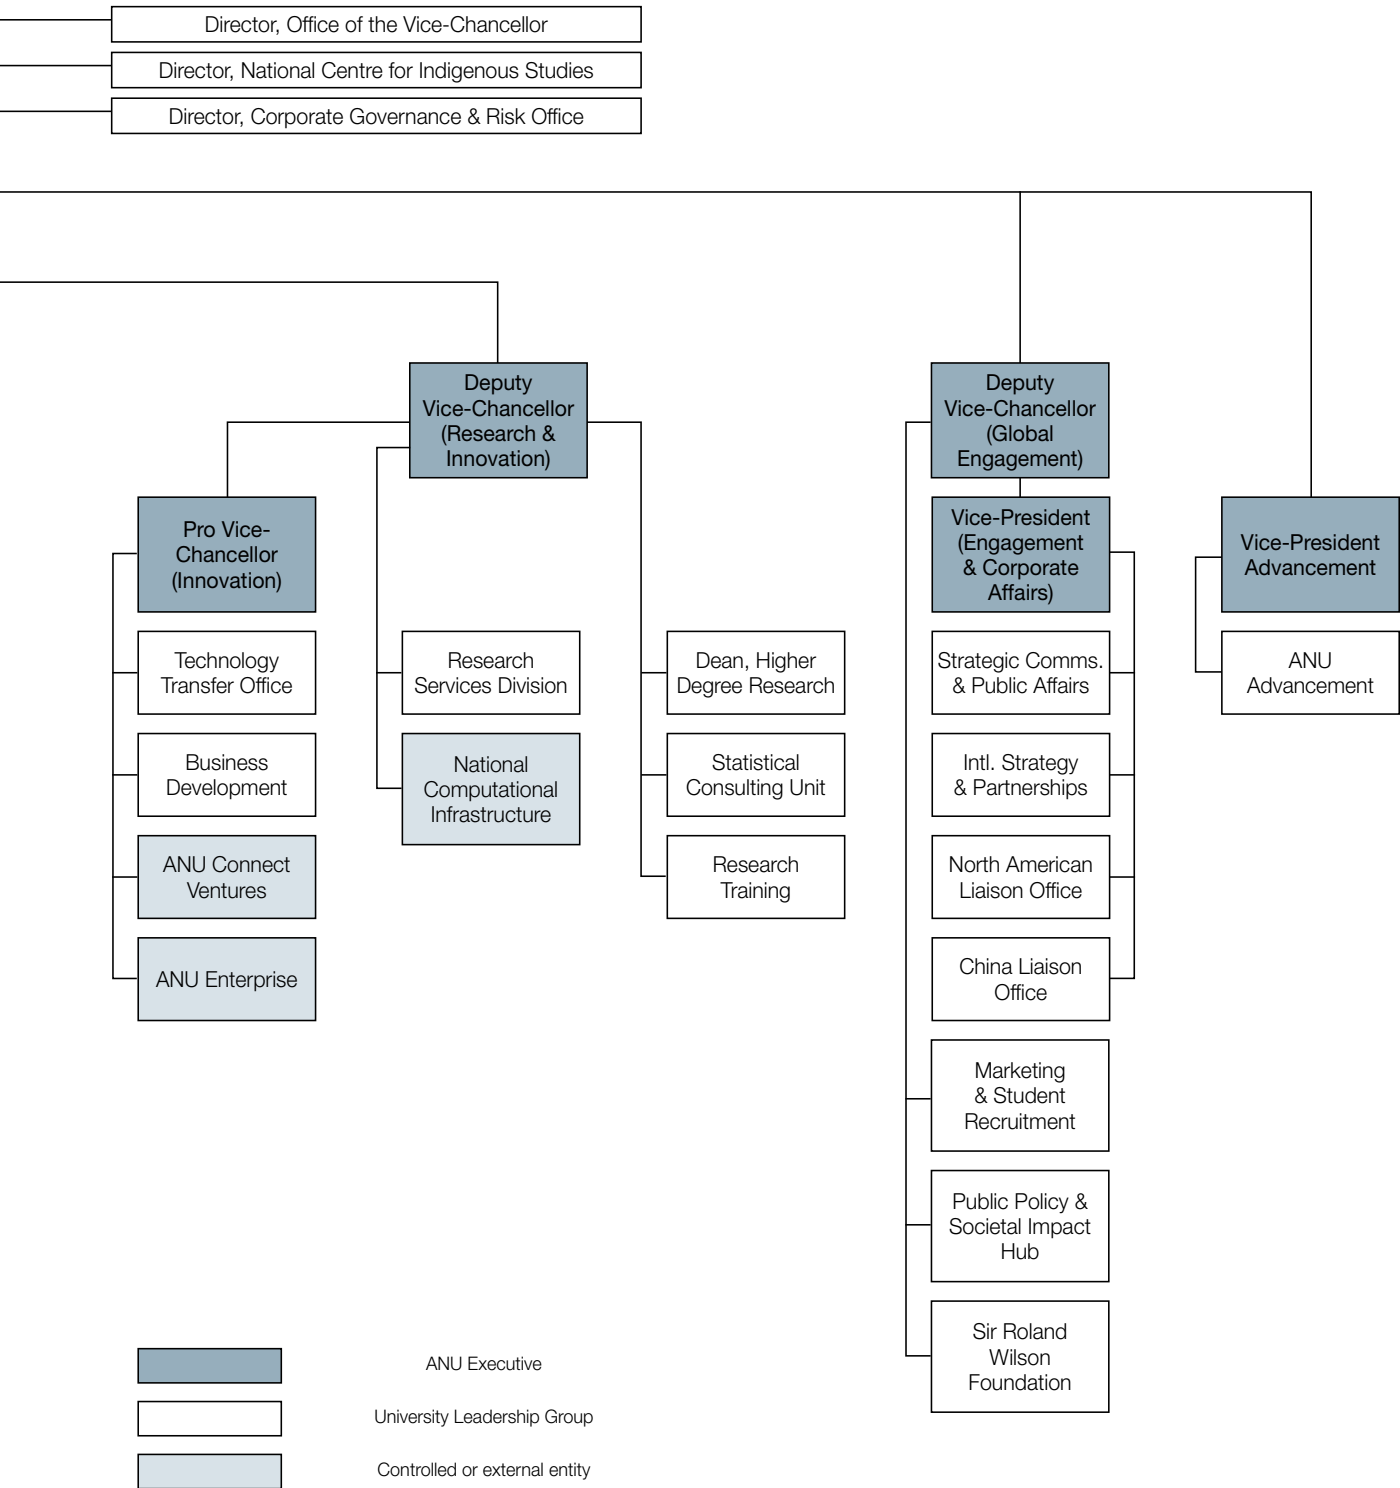 Director, Office of the Vice-Chancellor
Director, National Centre for Indigenous Studies
Director, Corporate Governance & Risk Office
Deputy
Vice-Chancellor
(Research &
Innovation)
Pro Vice-
Chancellor
(Innovation)
Technology
Transfer Office
Business
Development
ANU Connect
Ventures
ANU Enterprise
Research
Services Division
National
Computational
Infrastructure
Dean, Higher
Degree Research
Statistical
Consulting Unit
Research
Training
Deputy
Vice-Chancellor
(Global
Engagement)
Vice-President
(Engagement
& Corporate
Affairs)
Strategic Comms.
& Public Affairs
Intl. Strategy
& Partnerships
North American
Liaison Office
China Liaison
Office
Marketing
& Student
Recruitment
Public Policy &
Societal Impact
Hub
Sir Roland
Wilson
Foundation
Vice-President
Advancement
ANU
Advancement
ANU Executive
University Leadership Group
Controlled or external entity